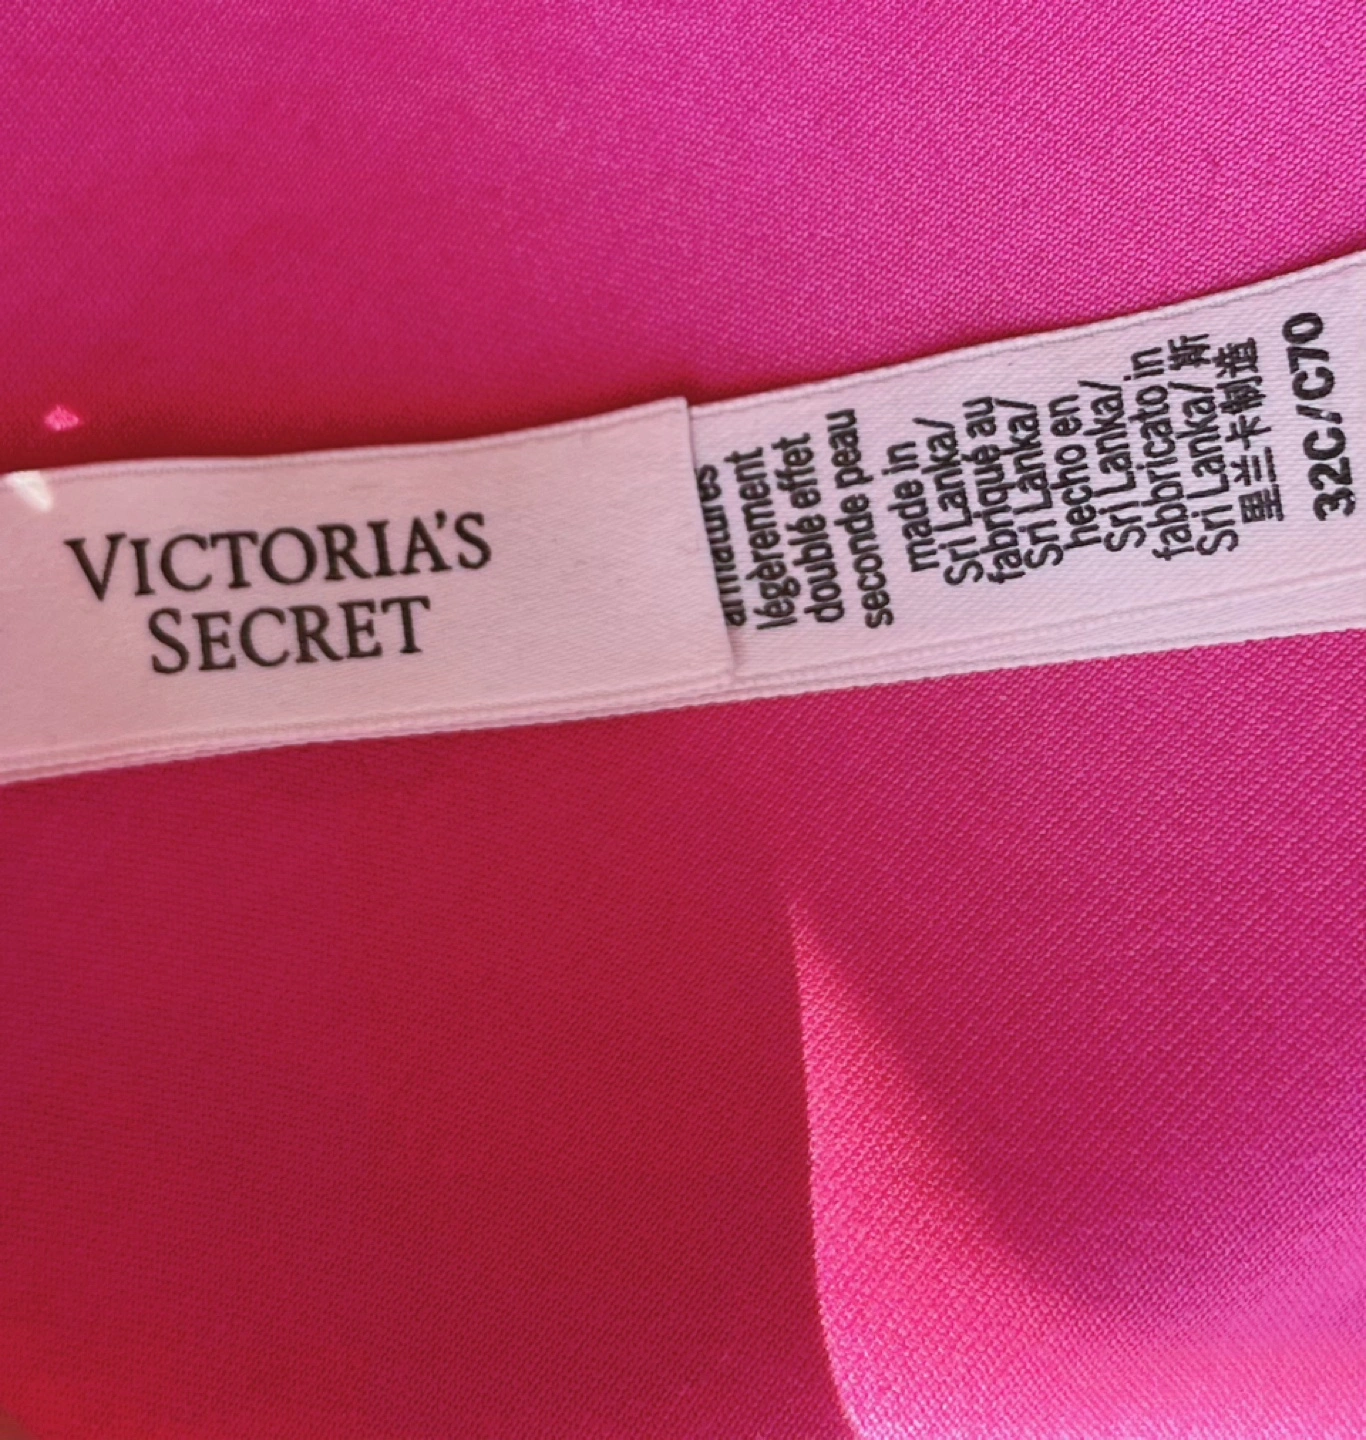 VICTORIA'S
SECRET
armatures
légèrement
doublé effet
seconde peau
made in
Sri Lanka/
fabriqué au
Sri Lanka/
hecho en
Sri Lanka/
fabbricato in
Sri Lanka/ 斯
里兰卡制造
32C/C70